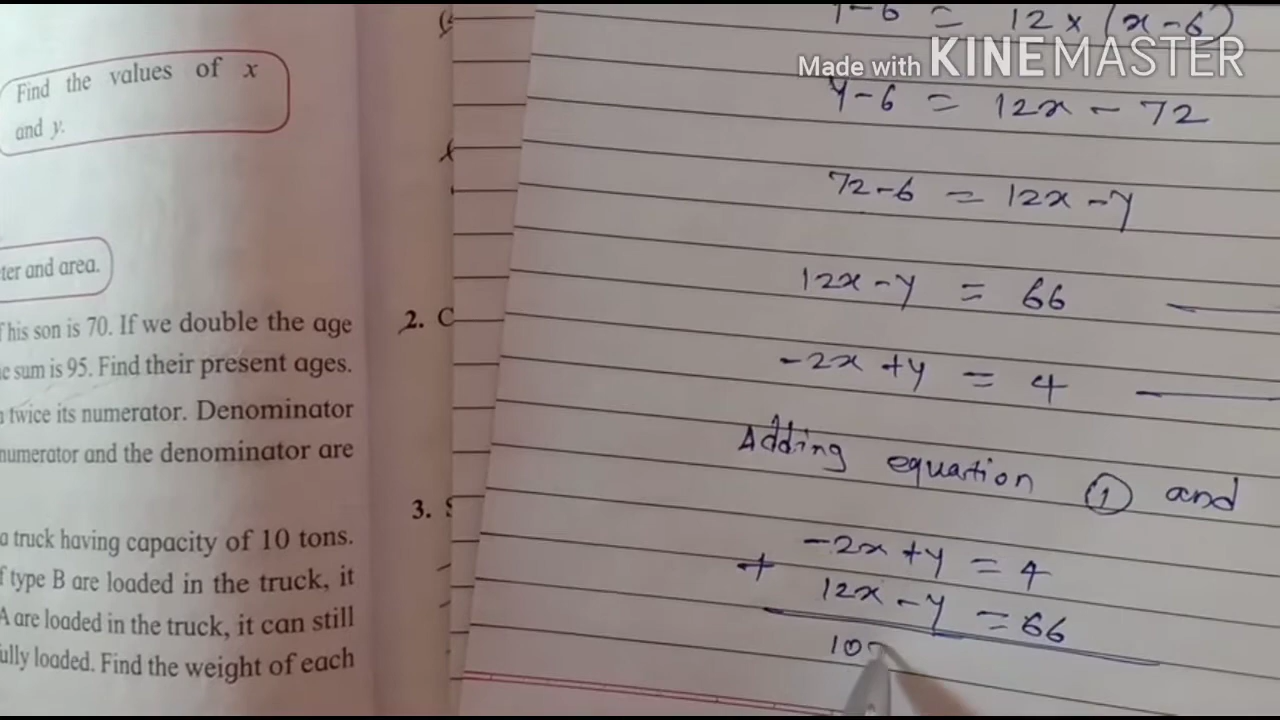 Find the values of x
and y.
ter and area.
his son is 70. If we double the age
sum is 95. Find their present ages.
twice its numerator. Denominator
numerator and the denominator are
a truck having capacity of 10 tons.
type B are loaded in the truck, it
A are loaded in the truck, it can still
ully loaded. Find the weight of each
2. C
3.
y-6 = 12 x (x-6)
Made with KINEMASTER
y-6 = 12x - 72
72-6 = 12x - y
12x - y = 66
-2x + y = 4
Adding equation ① and
-2x + y = 4
+ 12x - y = 66
10